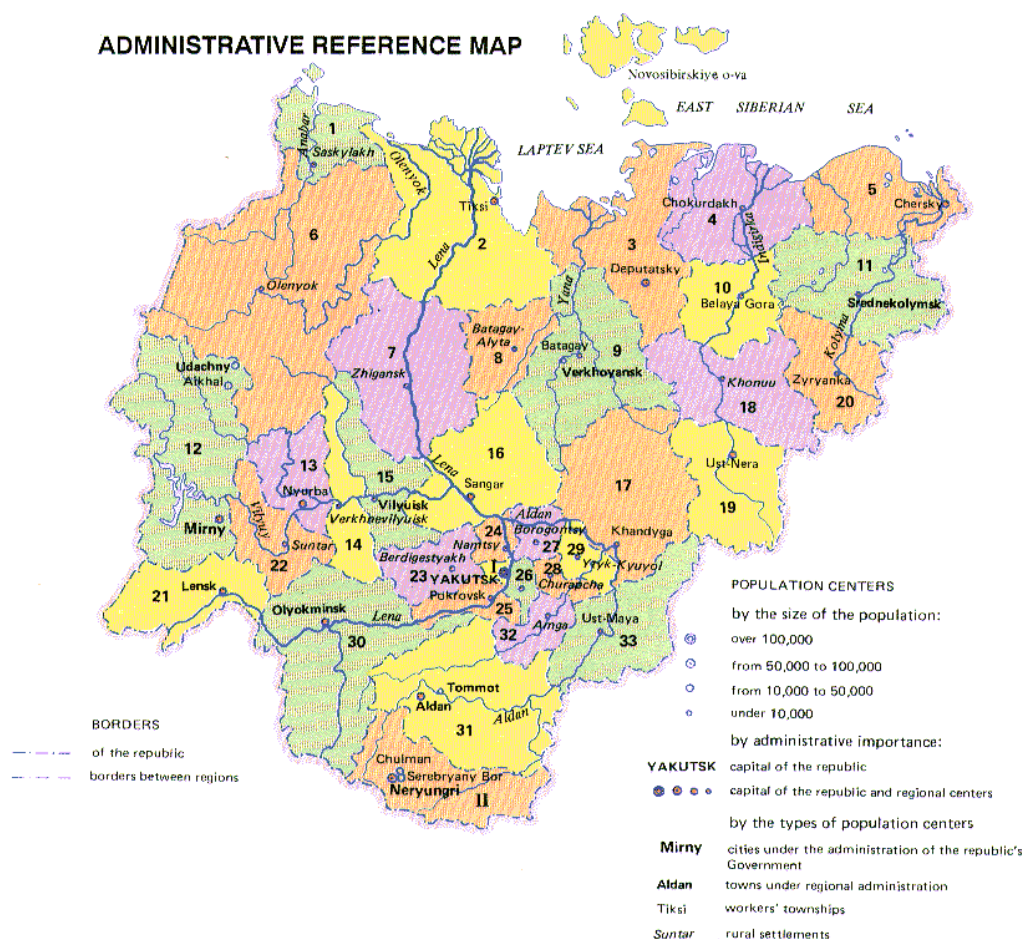 ADMINISTRATIVE REFERENCE MAP
Novosibirskiye o-va
EAST SIBERIAN SEA
LAPTEV SEA
1
Anabar
Saskylakh
Olenyok
Tiksi
2
Lena
3
Deputatsky
Chokurdakh
4
Indigirka
5
Chersky
6
Olenyok
7
Zhigansk
Batagay-
Alyta
8
Yana
Batagay
9
Verkhoyansk
10
Belaya Gora
11
Srednekolymsk
Kolyma
Zyryanka
20
Khonuu
18
Ust-Nera
19
Udachny
Aikhal
12
Mirny
13
Nyurba
Vilyuy
Suntar
22
14
Verkhnevilyuisk
15
Vilyuisk
Lena
16
Sangar
17
Khandyga
Aldan
Borogontsy
24
Namtsy
27
29
Ytyk-Kyuyol
Berdigestyakh
23
I
YAKUTSK
26
28
Churapcha
Pokrovsk
25
32
Amga
Ust-Maya
33
21
Lensk
Olyokminsk
Lena
30
Tommot
Aldan
31
Aldan
Chulman
Serebryany Bor
Neryungri
II
BORDERS
of the republic
borders between regions
POPULATION CENTERS
by the size of the population:
over 100,000
from 50,000 to 100,000
from 10,000 to 50,000
under 10,000
by administrative importance:
YAKUTSK capital of the republic
capital of the republic and regional centers
by the types of population centers
Mirny cities under the administration of the republic's
Government
Aldan towns under regional administration
Tiksi workers' townships
Suntar rural settlements